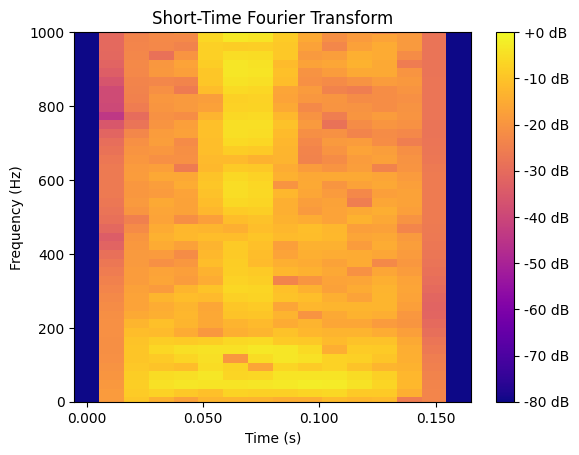 Short-Time Fourier Transform
1000
800
600
400
200
0
Frequency (Hz)
0.000
0.050
0.100
0.150
Time (s)
+0 dB
-10 dB
-20 dB
-30 dB
-40 dB
-50 dB
-60 dB
-70 dB
-80 dB